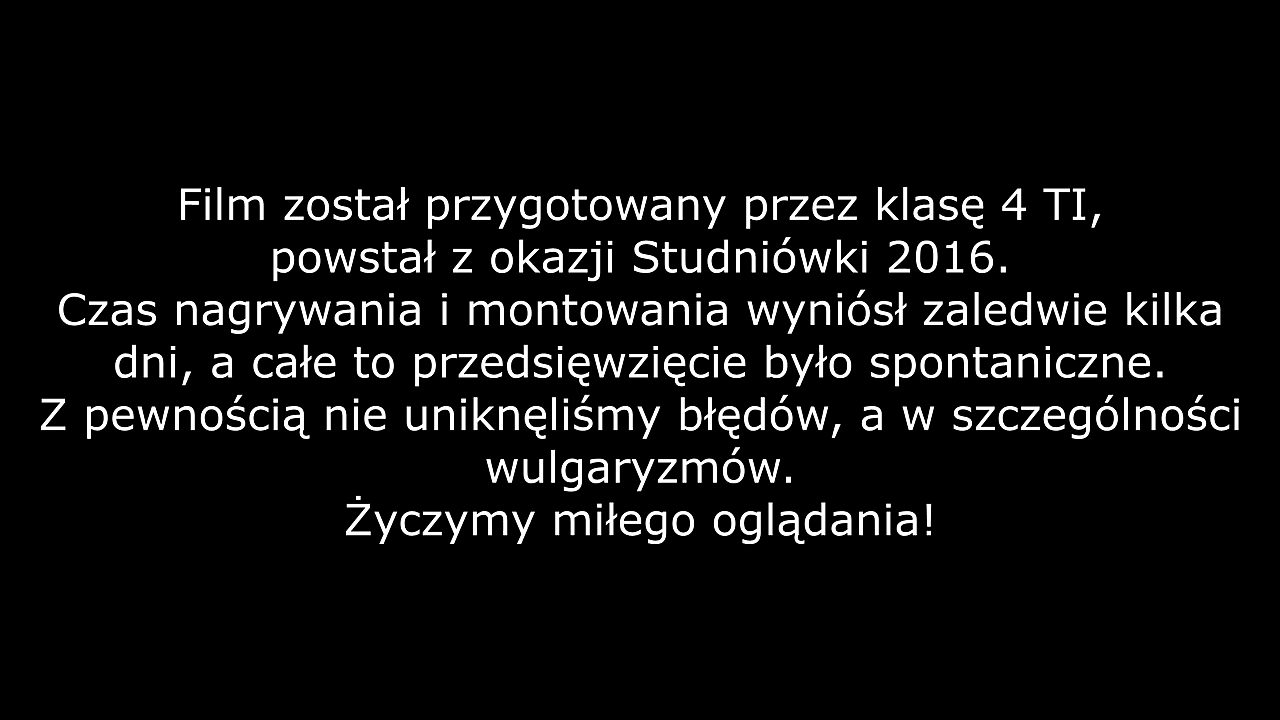 Film został przygotowany przez klasę 4 TI,
powstał z okazji Studniówki 2016.
Czas nagrywania i montowania wyniósł zaledwie kilka
dni, a całe to przedsięwzięcie było spontaniczne.
Z pewnością nie uniknęliśmy błędów, a w szczególności
wulgaryzmów.
Życzymy miłego oglądania!